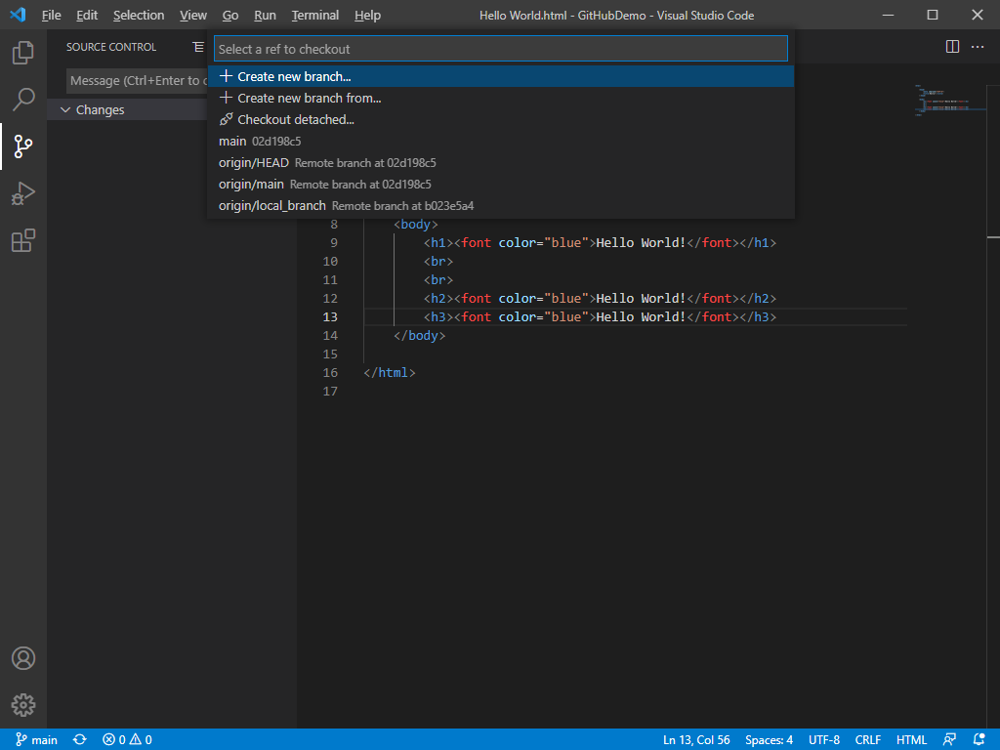 File Edit Selection View Go Run Terminal Help Hello World.html - GitHubDemo - Visual Studio Code
SOURCE CONTROL
Select a ref to checkout
Message (Ctrl+Enter to c
Create new branch...
Changes
Create new branch from...
Checkout detached...
main 02d198c5
origin/HEAD Remote branch at 02d198c5
origin/main Remote branch at 02d198c5
origin/local_branch Remote branch at b023e5a4
8 <body>
9 <h1><font color="blue">Hello World!</font></h1>
10 <br>
11 <br>
12 <h2><font color="blue">Hello World!</font></h2>
13 <h3><font color="blue">Hello World!</font></h3>
14 </body>
15
16 </html>
17
main 0 0 Ln 13, Col 56 Spaces: 4 UTF-8 CRLF HTML